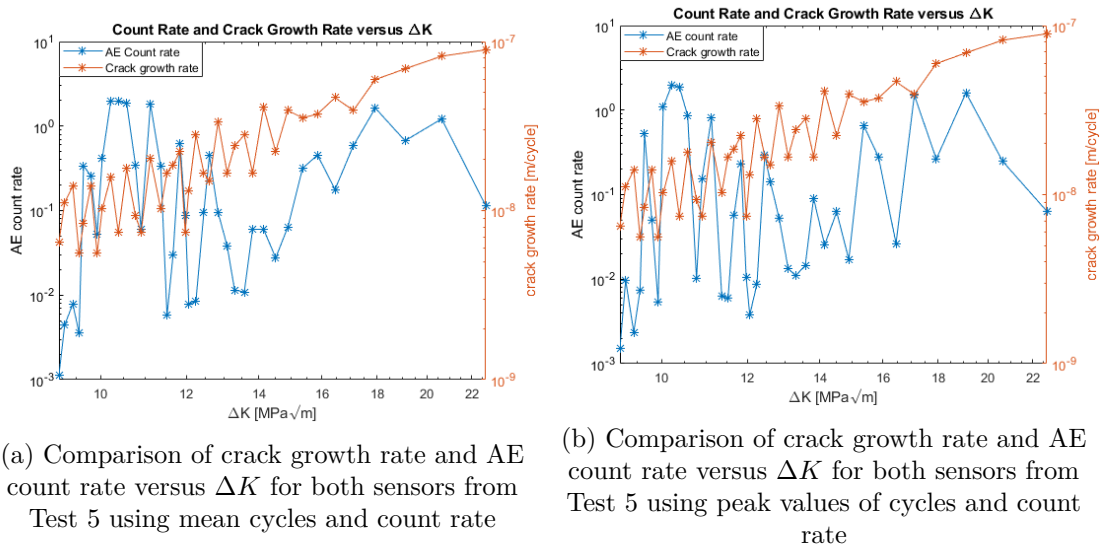 Count Rate and Crack Growth Rate versus ΔK
AE Count rate
Crack growth rate
10^1
10^0
10^-1
10^-2
10^-3
AE count rate
10^-7
10^-8
10^-9
crack growth rate [m/cycle]
10
12
14
16
18
20
22
ΔK [MPa√m]
(a) Comparison of crack growth rate and AE
count rate versus ΔK for both sensors from
Test 5 using mean cycles and count rate
Count Rate and Crack Growth Rate versus ΔK
AE count rate
Crack growth rate
10^1
10^0
10^-1
10^-2
10^-3
AE count rate
10^-7
10^-8
10^-9
crack growth rate [m/cycle]
10
12
14
16
18
20
22
ΔK [MPa√m]
(b) Comparison of crack growth rate and AE
count rate versus ΔK for both sensors from
Test 5 using peak values of cycles and count
rate